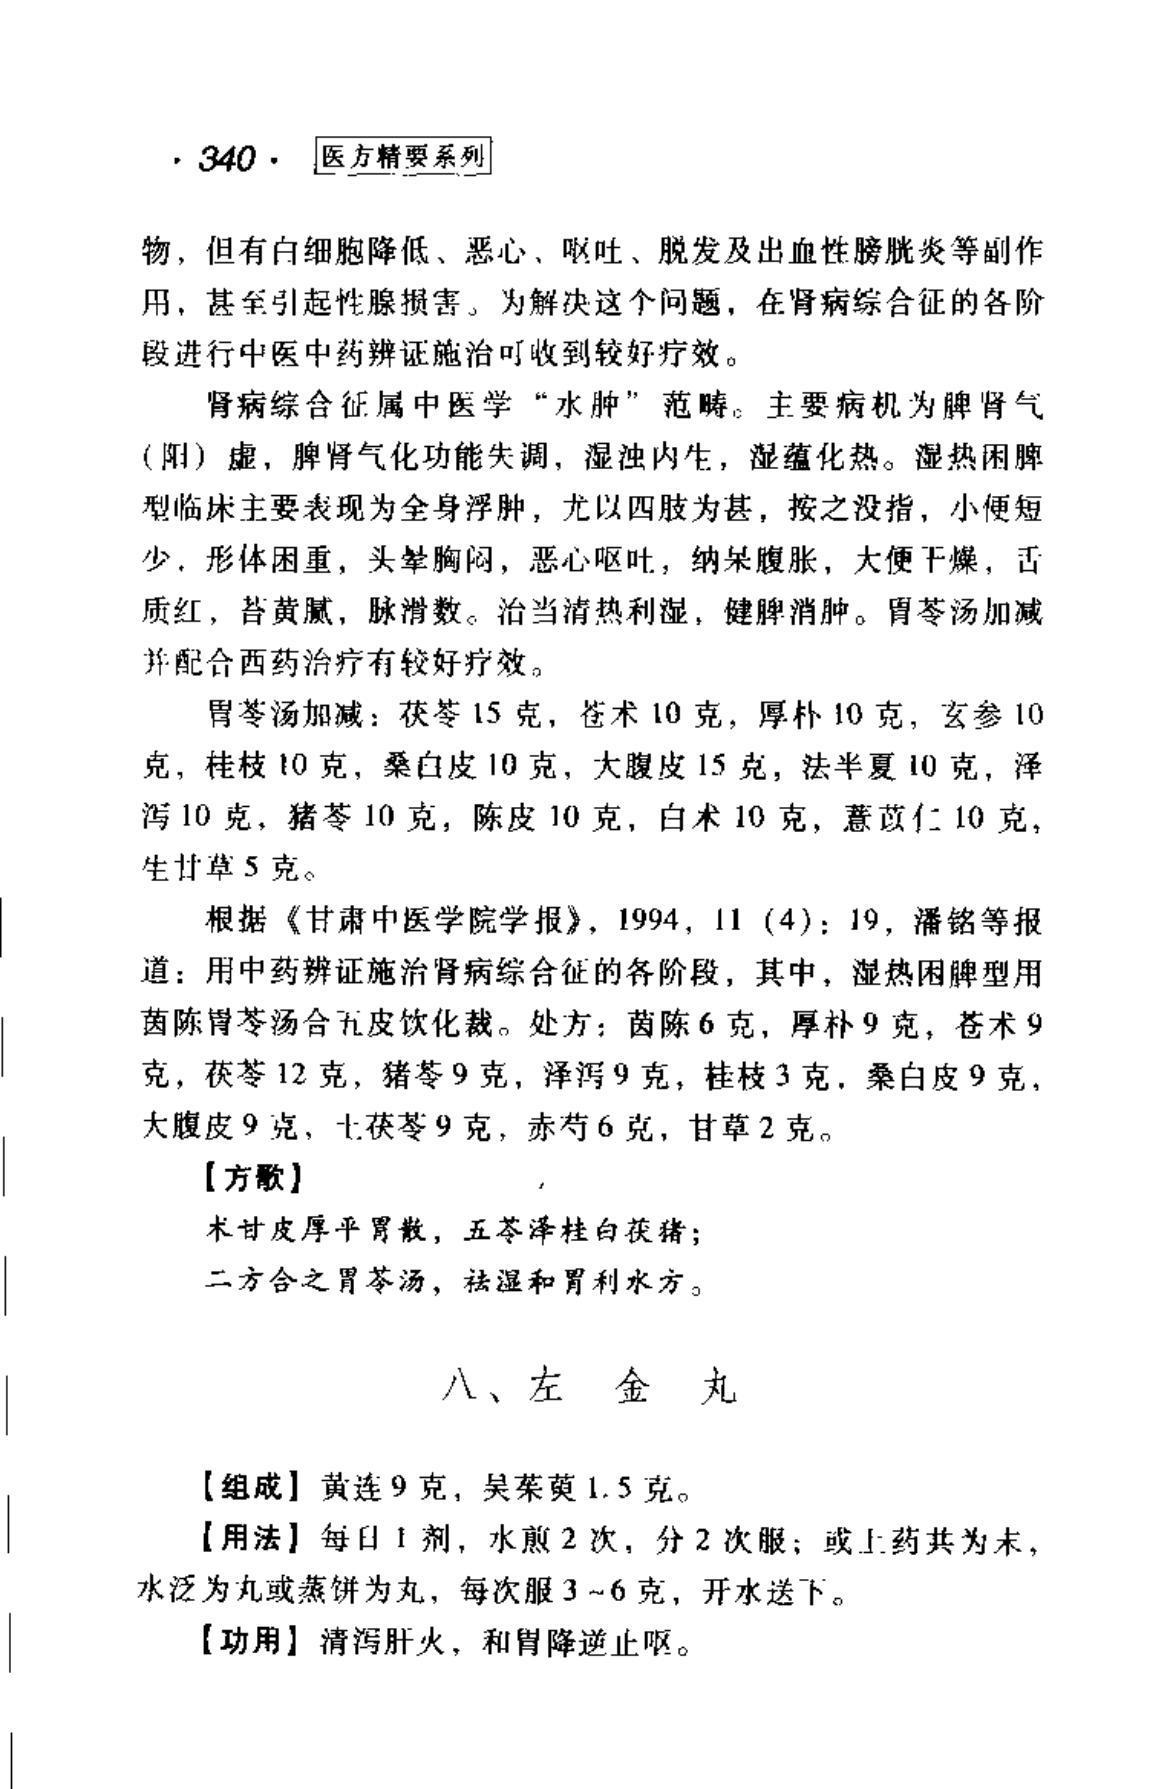 · 340 · 医方精要系列
物，但有白细胞降低、恶心、呕吐、脱发及出血性膀胱炎等副作
用，甚至引起性腺损害。为解决这个问题，在肾病综合征的各阶
段进行中医中药辨证施治可收到较好疗效。
肾病综合征属中医学“水肿”范畴。主要病机为脾肾气
(阳）虚，脾肾气化功能失调，湿浊内生，湿蕴化热。湿热困脾
型临床主要表现为全身浮肿，尤以四肢为甚，按之没指，小便短
少，形体困重，头晕胸闷，恶心呕吐，纳呆腹胀，大便干燥，舌
质红，苔黄腻，脉滑数。治当清热利湿，健脾消肿。胃苓汤加减
并配合西药治疗有较好疗效。
胃苓汤加减：茯苓 15 克，苍术 10 克，厚朴 10 克，玄参 10
克，桂枝 10 克，桑白皮 10 克，大腹皮 15 克，法半夏 10 克，泽
泻 10 克，猪苓 10 克，陈皮 10 克，白术 10 克，薏苡仁 10 克，
生甘草 5 克。
根据《甘肃中医学院学报》，1994，11（4）：19，潘铭等报
道：用中药辨证施治肾病综合征的各阶段，其中，湿热困脾型用
茵陈胃苓汤合五皮饮化裁。处方：茵陈 6 克，厚朴 9 克，苍术 9
克，茯苓 12 克，猪苓 9 克，泽泻 9 克，桂枝 3 克，桑白皮 9 克，
大腹皮 9 克，土茯苓 9 克，赤芍 6 克，甘草 2 克。
【方歌】
术甘皮厚平胃散，五苓泽桂白茯猪；
二方合之胃苓汤，祛湿和胃利水方。
八、左 金 丸
【组成】黄连 9 克，吴茱萸 1.5 克。
【用法】每日 1 剂，水煎 2 次，分 2 次服；或上药共为末，
水泛为丸或蒸饼为丸，每次服 3～6 克，开水送下。
【功用】清泻肝火，和胃降逆止呕。